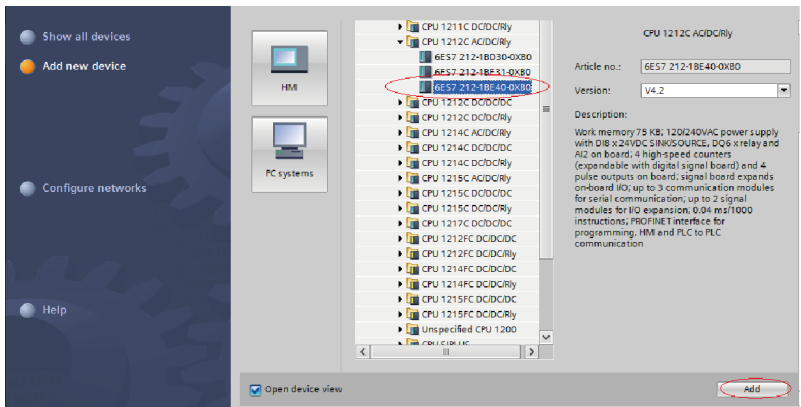 Show all devices
Add new device
Configure networks
Help
HMI
PC systems
CPU 1211C DC/DC/Rly
CPU 1212C AC/DC/Rly
6ES7 212-1BD30-0XB0
6ES7 212-1BE31-0XB0
6ES7 212-1BE40-0XB0
CPU 1212C DC/DC/DC
CPU 1212C DC/DC/Rly
CPU 1214C AC/DC/Rly
CPU 1214C DC/DC/DC
CPU 1214C DC/DC/Rly
CPU 1215C AC/DC/Rly
CPU 1215C DC/DC/DC
CPU 1215C DC/DC/Rly
CPU 1217C DC/DC/DC
CPU 1212FC DC/DC/DC
CPU 1212FC DC/DC/Rly
CPU 1214FC DC/DC/DC
CPU 1214FC DC/DC/Rly
CPU 1215FC DC/DC/DC
CPU 1215FC DC/DC/Rly
Unspecified CPU 1200
CPU SIPLUS
CPU 1212C AC/DC/Rly
Article no.: 6ES7 212-1BE40-0XB0
Version: V4.2
Description:
Work memory 75 KB; 120/240VAC power supply
with DI8 x 24VDC SINK/SOURCE, DQ6 x relay and
AI2 on board; 4 high-speed counters
(expandable with digital signal board) and 4
pulse outputs on board; signal board expands
on-board I/O; up to 3 communication modules
for serial communication; up to 2 signal
modules for I/O expansion; 0.04 ms/1000
instructions; PROFINET interface for
programming, HMI and PLC to PLC
communication
Open device view
Add